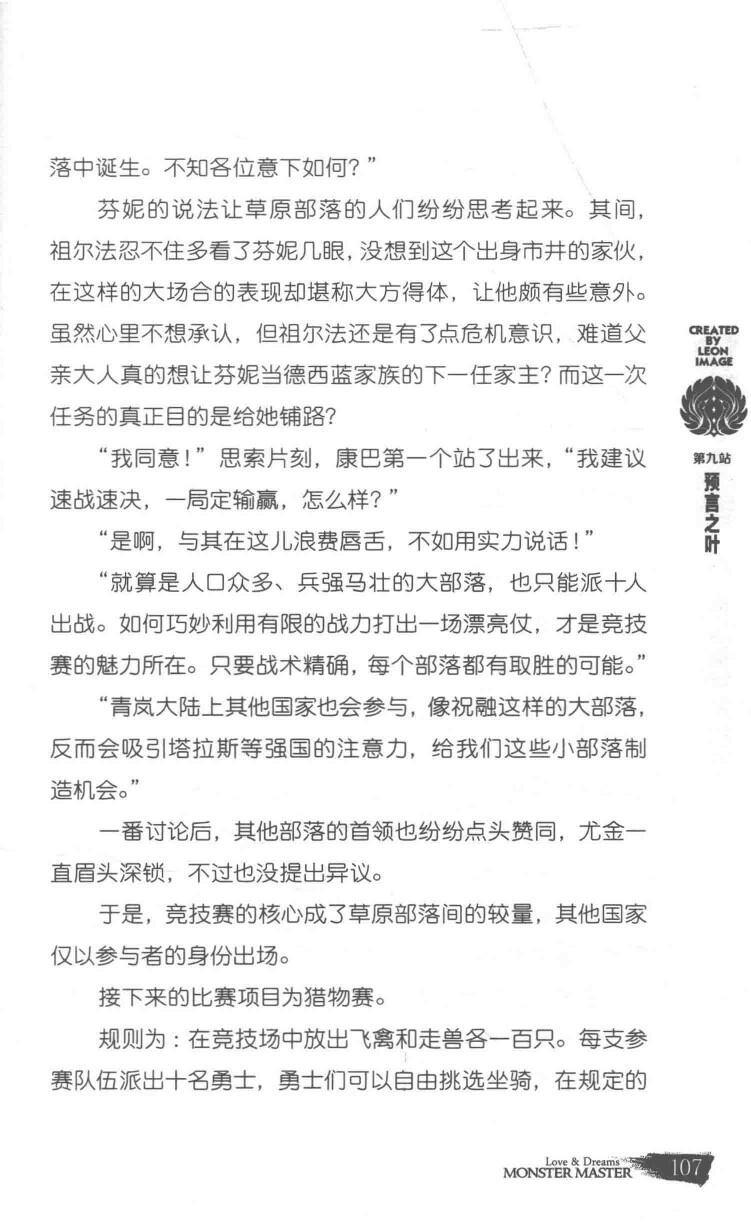 落中诞生。不知各位意下如何？”
芬妮的说法让草原部落的人们纷纷思考起来。其间，
祖尔法忍不住多看了芬妮几眼，没想到这个出身市井的家伙，
在这样的大场合的表现却堪称大方得体，让他颇有些意外。
虽然心里不想承认，但祖尔法还是有了点危机意识，难道父
亲大人真的想让芬妮当德西蓝家族的下一任家主？而这一次
任务的真正目的是给她铺路？
“我同意！”思索片刻，康巴第一个站了出来，“我建议
速战速决，一局定输赢，怎么样？”
“是啊，与其在这儿浪费唇舌，不如用实力说话！”
“就算是人口众多、兵强马壮的大部落，也只能派十人
出战。如何巧妙利用有限的战力打出一场漂亮仗，才是竞技
赛的魅力所在。只要战术精确，每个部落都有取胜的可能。”
“青岚大陆上其他国家也会参与，像祝融这样的大部落，
反而会吸引塔拉斯等强国的注意力，给我们这些小部落制
造机会。”
一番讨论后，其他部落的首领也纷纷点头赞同，尤金一
直眉头深锁，不过也没提出异议。
于是，竞技赛的核心成了草原部落间的较量，其他国家
仅以参与者的身份出场。
接下来的比赛项目为猎物赛。
规则为：在竞技场中放出飞禽和走兽各一百只。每支参
赛队伍派出十名勇士，勇士们可以自由挑选坐骑，在规定的
CREATED
BY
LEON
IMAGE
第九站
预言之叶
Love & Dreams
MONSTER MASTER
107